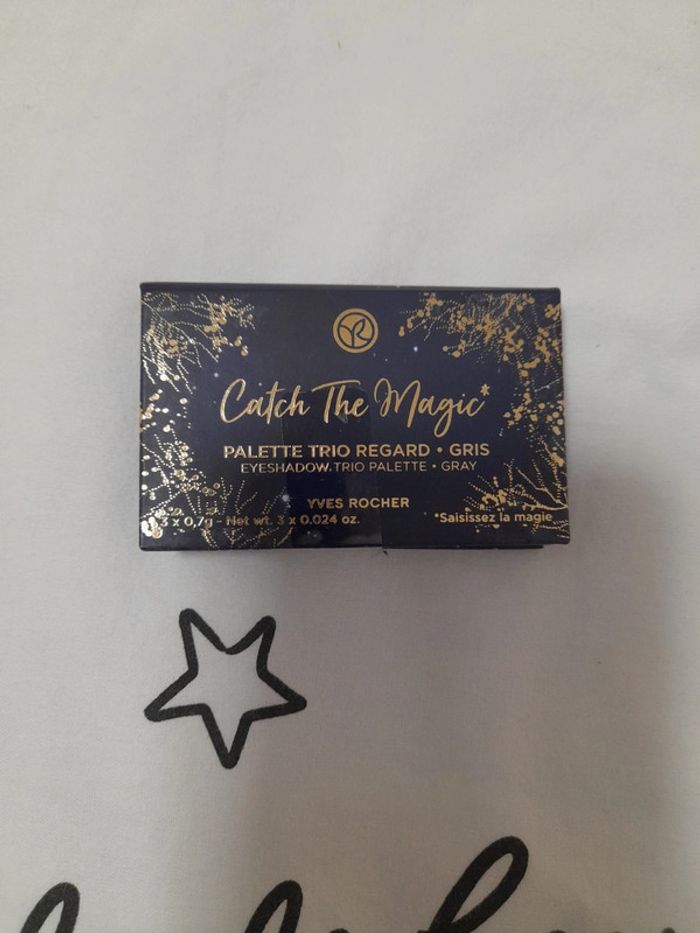 YR
Catch The Magic*
PALETTE TRIO REGARD • GRIS
EYESHADOW TRIO PALETTE • GRAY
YVES ROCHER
3 x 0,7g - Net wt. 3 x 0.024 oz.
*Saisissez la magie